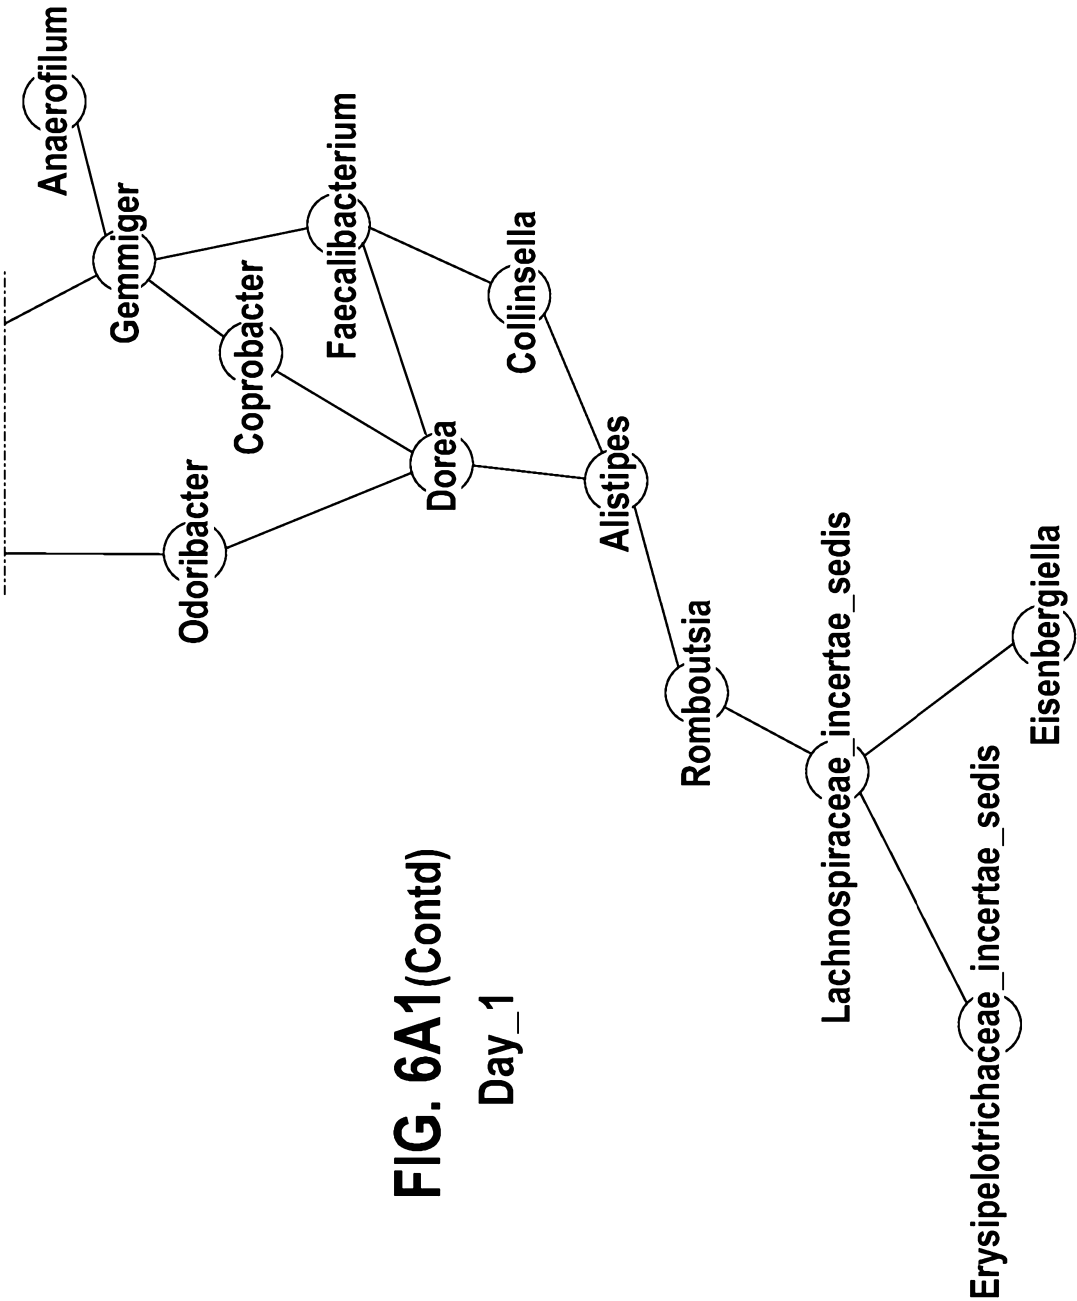 Anaerofilum
Gemmiger
Faecalibacterium
Coprobacter
Collinsella
Odoribacter
Dorea
Alistipes
Romboutsia
Lachnospiraceae_incertae_sedis
Eisenbergiella
Erysipelotrichaceae_incertae_sedis
FIG. 6A1(Contd)
Day_1